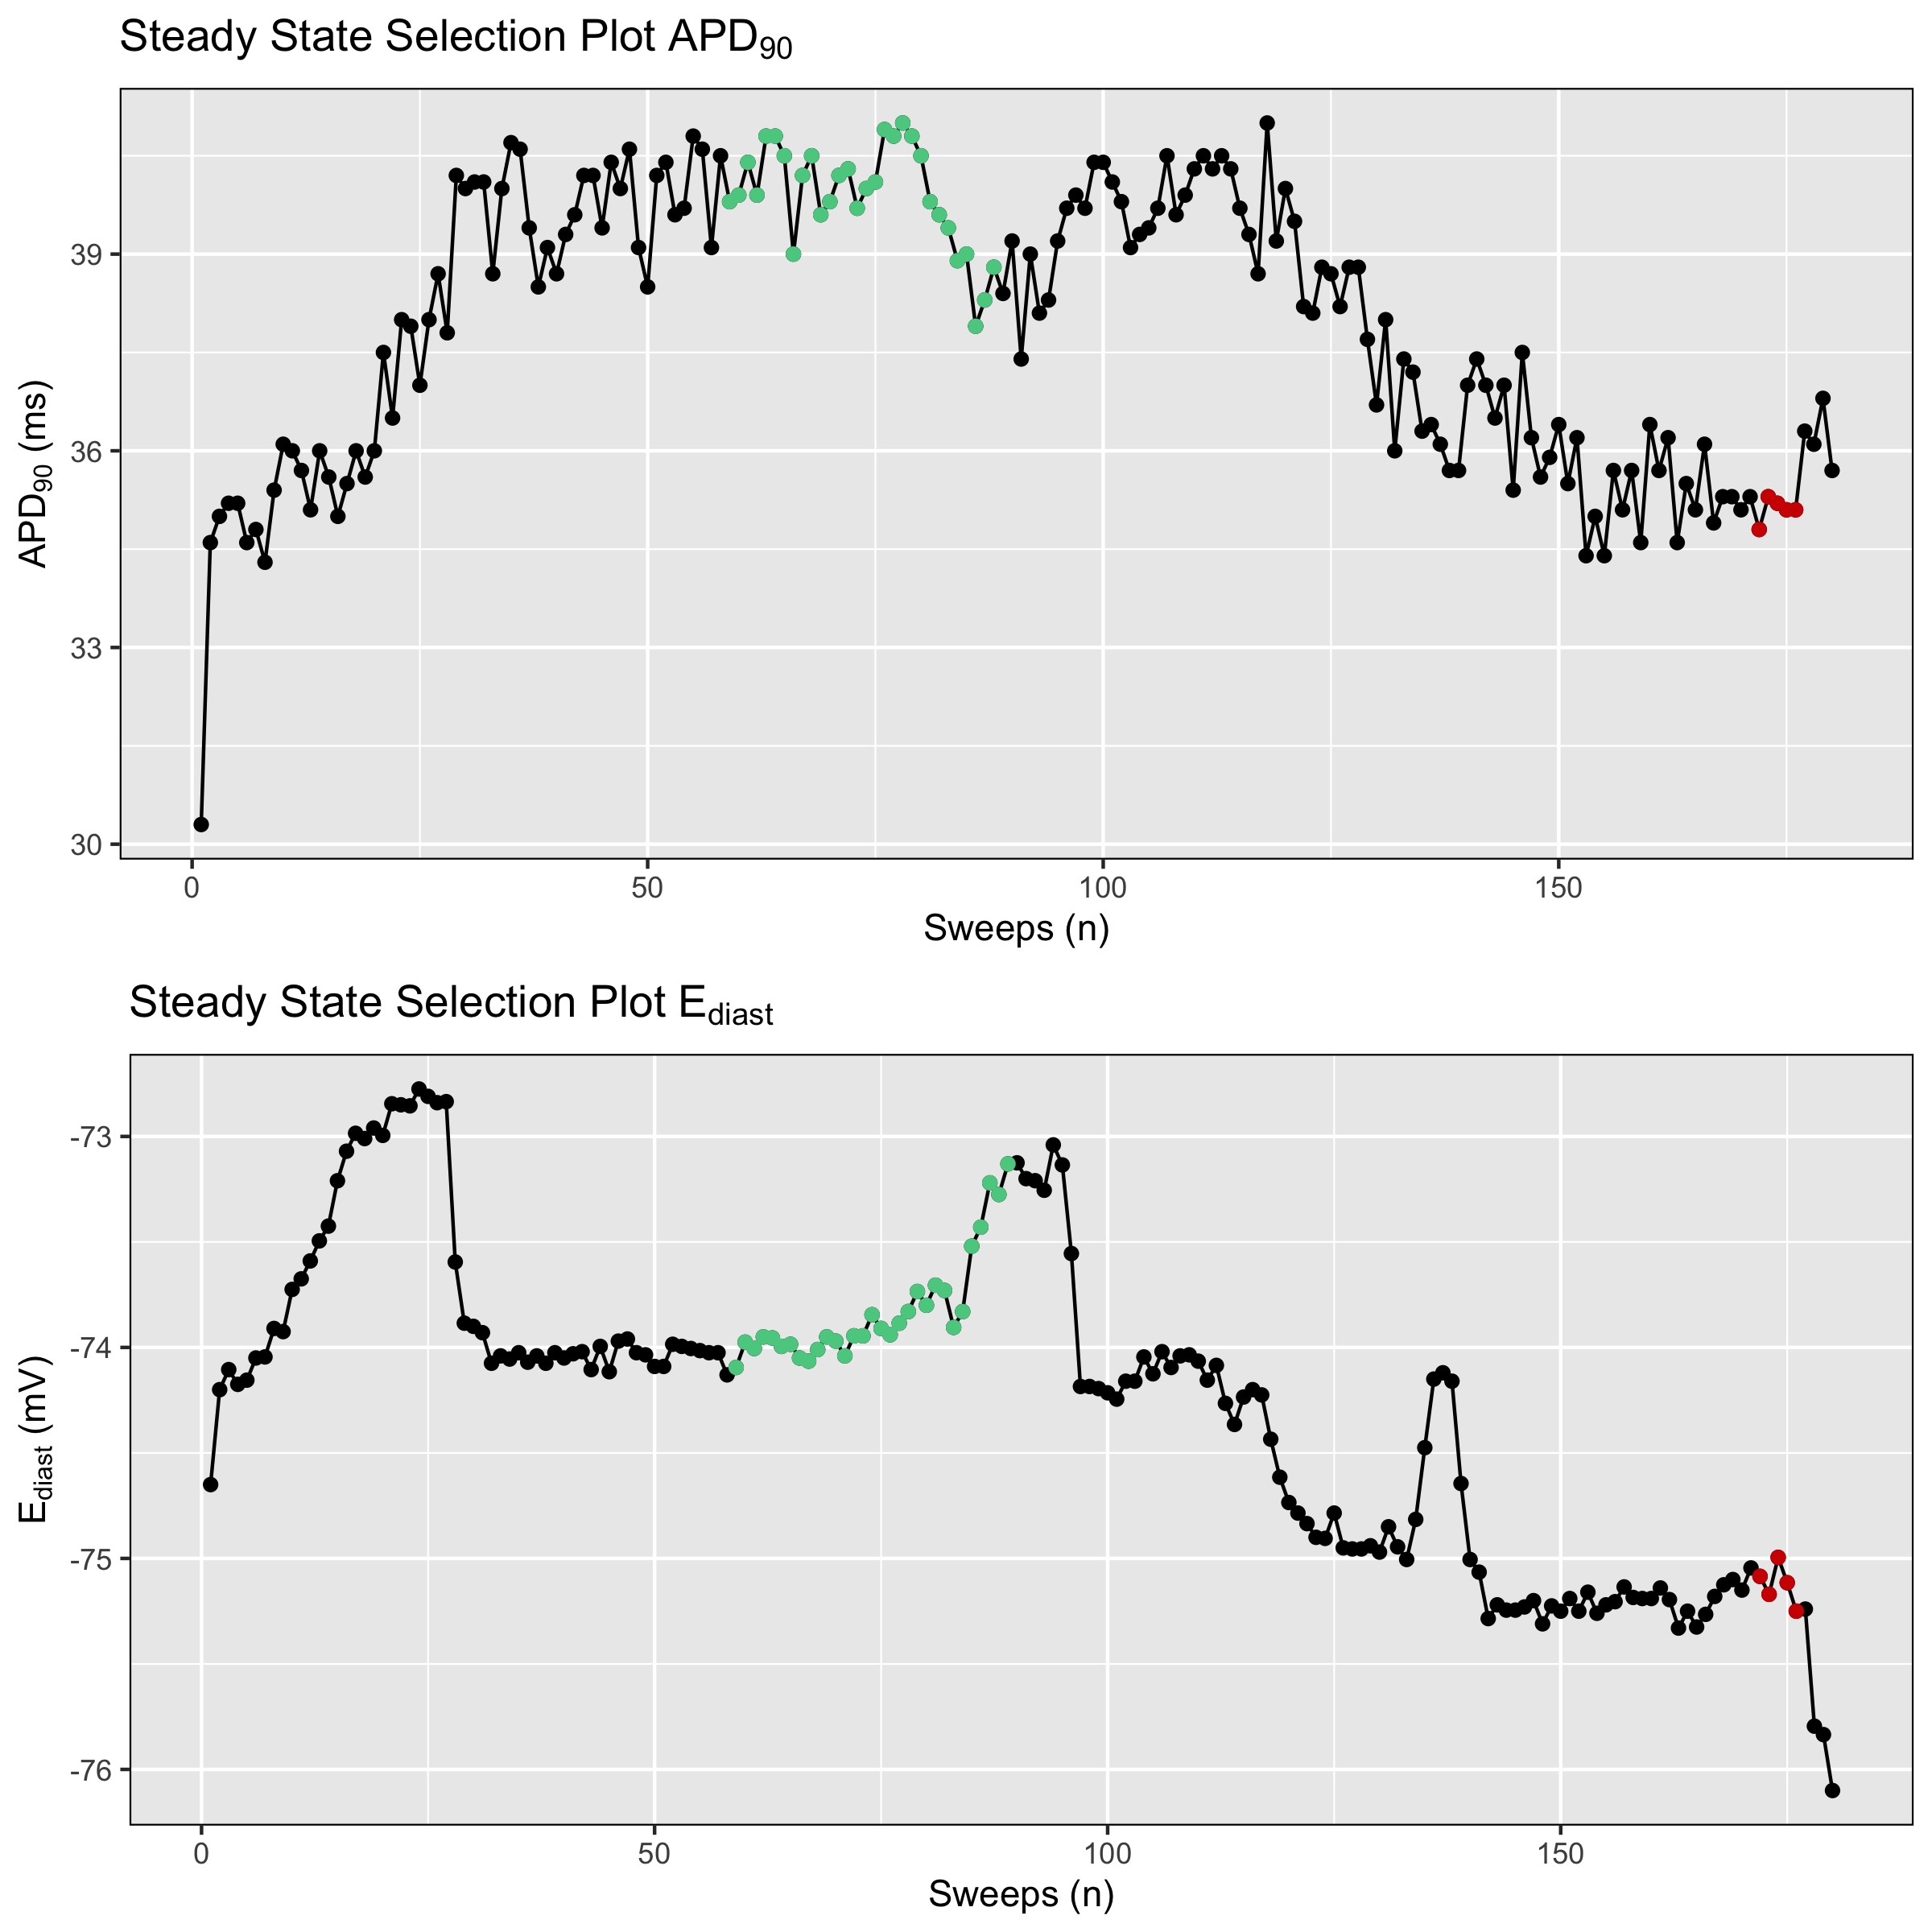 Steady State Selection Plot APD90
39
36
33
30
APD90 (ms)
0 50 100 150
Sweeps (n)
Steady State Selection Plot Ediast
-73
-74
-75
-76
Ediast (mV)
0 50 100 150
Sweeps (n)